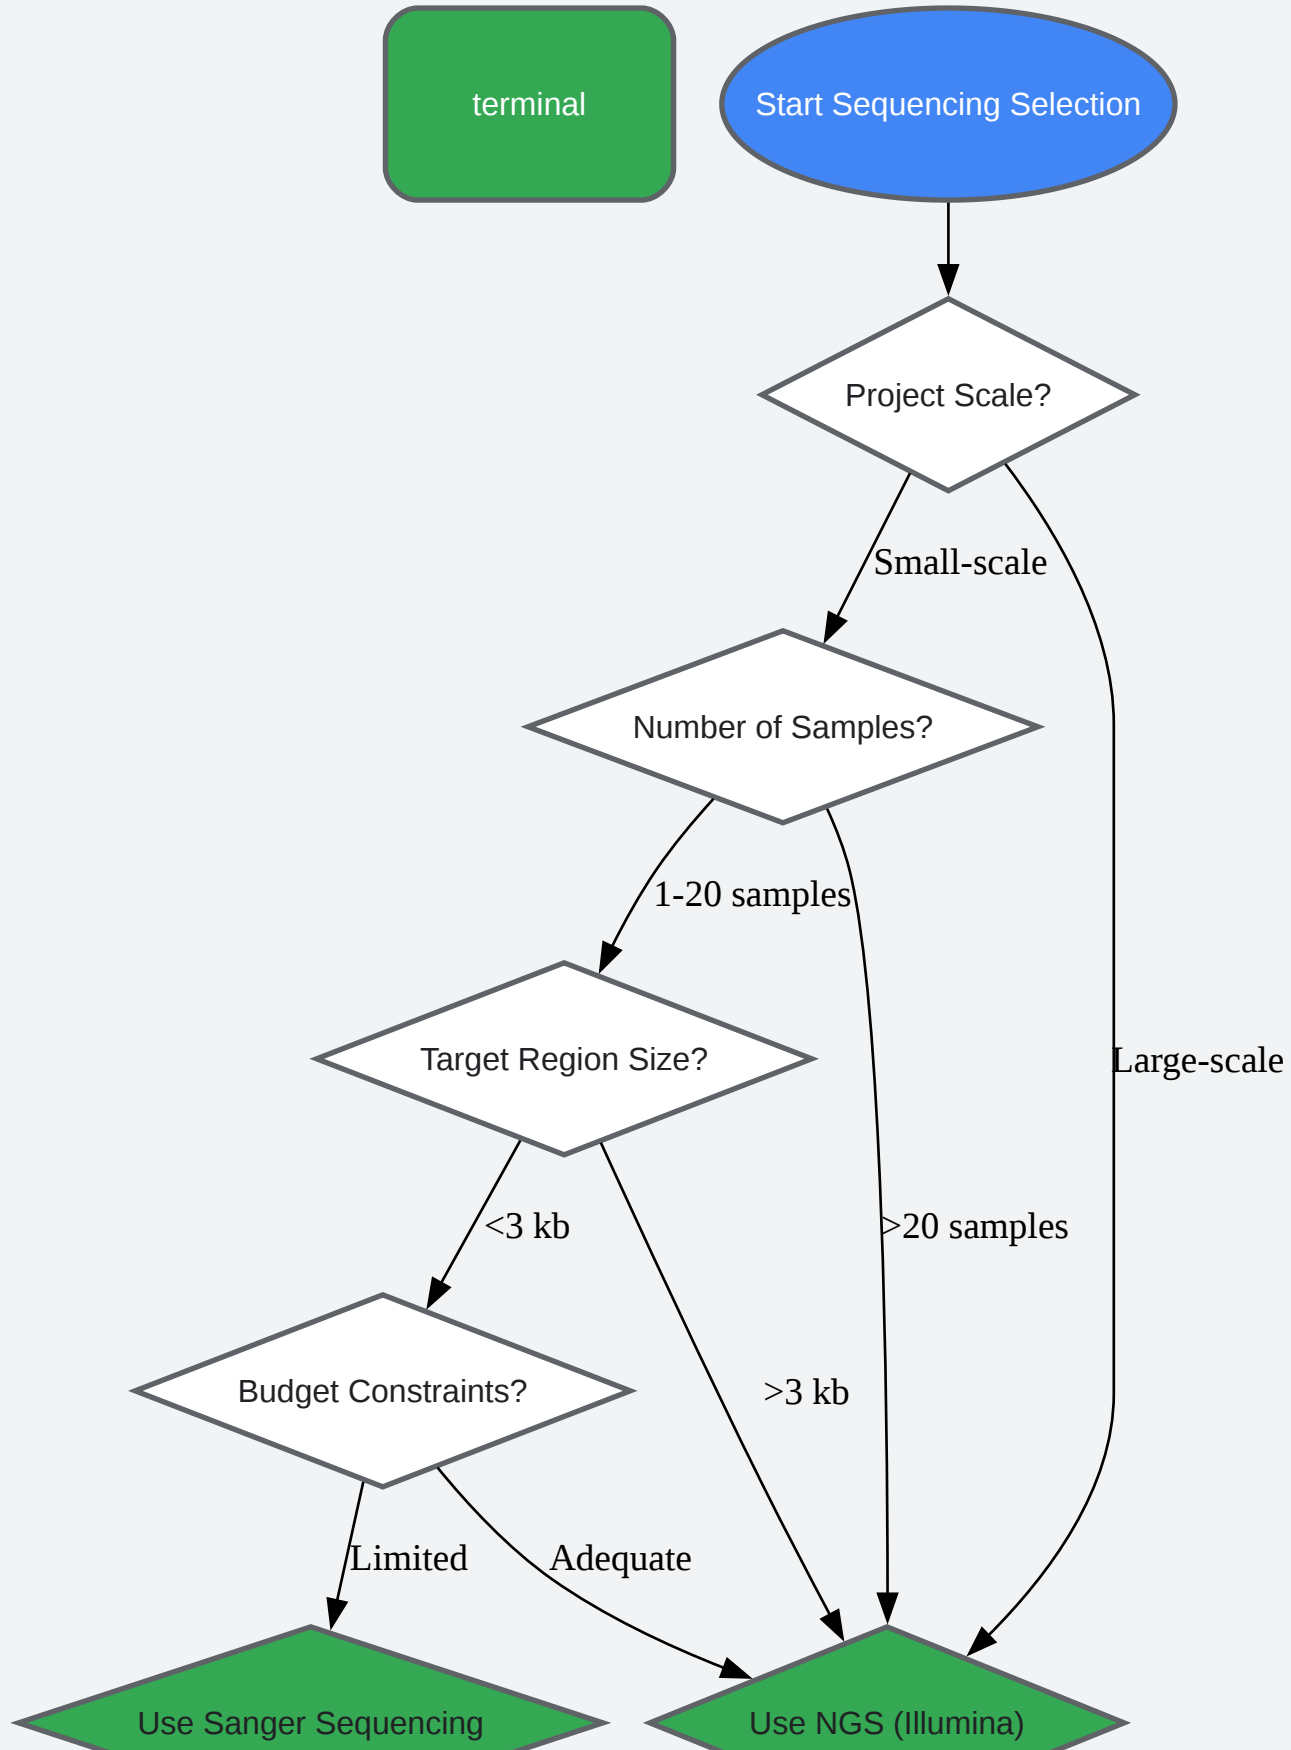 terminal
Start Sequencing Selection
Project Scale?
Small-scale
Number of Samples?
1-20 samples
Target Region Size?
Large-scale
<3 kb
>20 samples
Budget Constraints?
>3 kb
Limited
Adequate
Use Sanger Sequencing
Use NGS (Illumina)